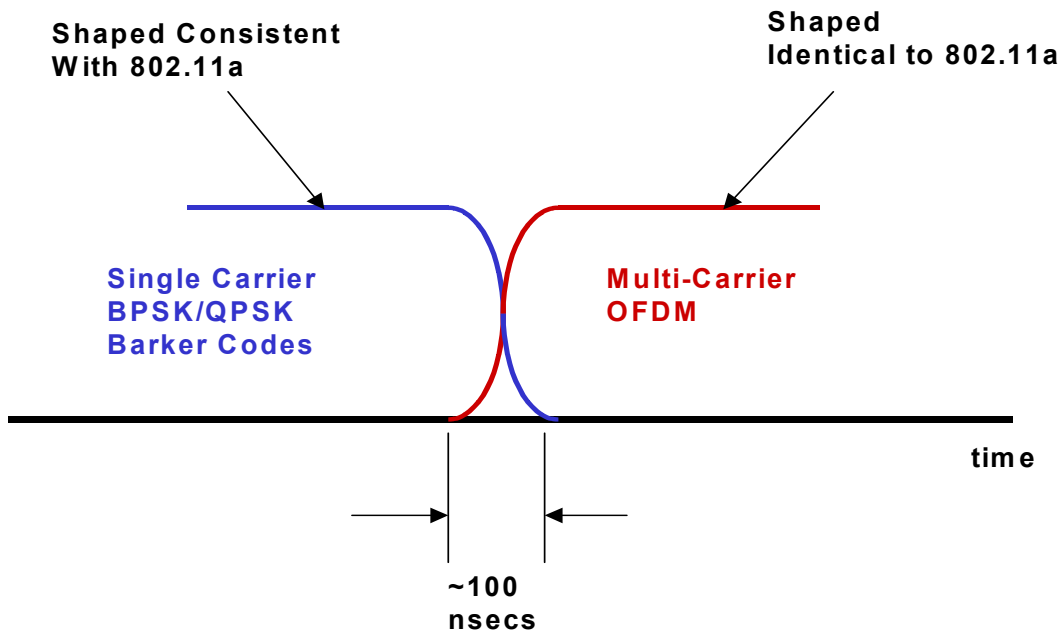 Shaped Consistent
With 802.11a
Shaped
Identical to 802.11a
Single Carrier
BPSK/QPSK
Barker Codes
Multi-Carrier
OFDM
time
~100
nsecs